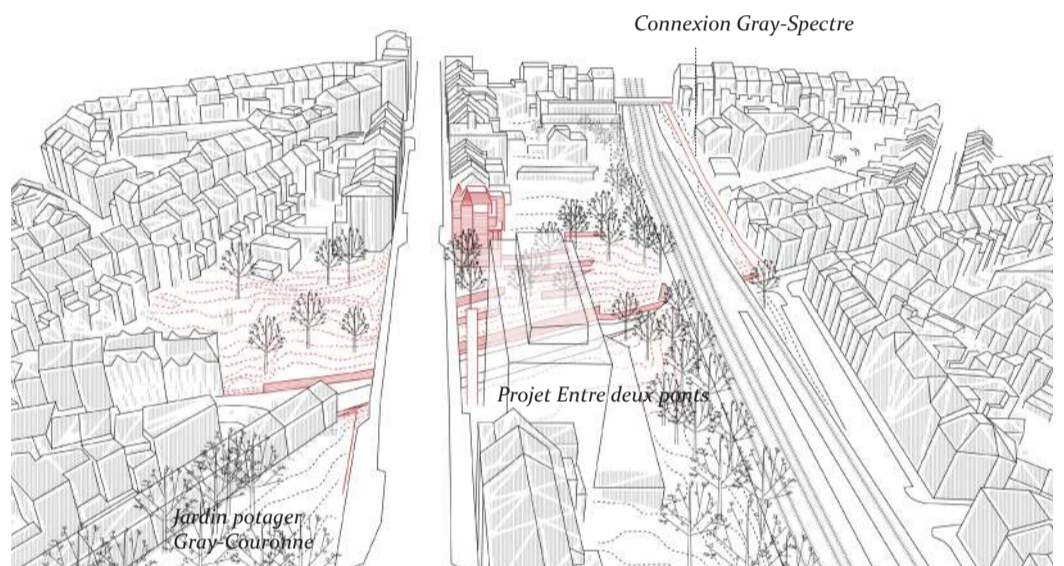 Connexion Gray-Spectre
Projet Entre deux ponts
Jardin potager
Gray-Couronne